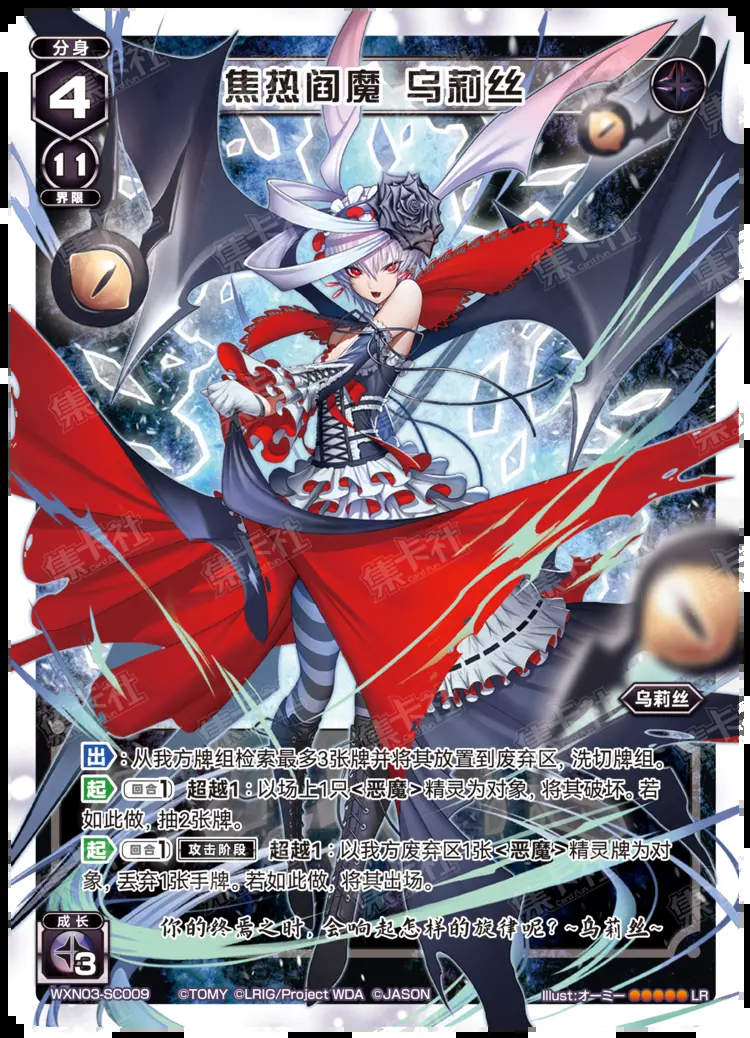 分身
4
焦热阎魔 乌莉丝
11
界限
乌莉丝
出：从我方牌组检索最多3张牌并将其放置到废弃区，洗切牌组。
起 回合1 超越1：以场上1只<恶魔>精灵为对象，将其破坏。若
如此做，抽2张牌。
起 回合1 攻击阶段 超越1：以我方废弃区1张<恶魔>精灵牌为对
象，丢弃1张手牌。若如此做，将其出场。
成长
3
你的终焉之时，会响起怎样的旋律呢？~乌莉丝~
WXN03-SC009 ©TOMY ©LRIG/Project WDA ©JASON Illust:オーミー LR
集卡社
Card Fun